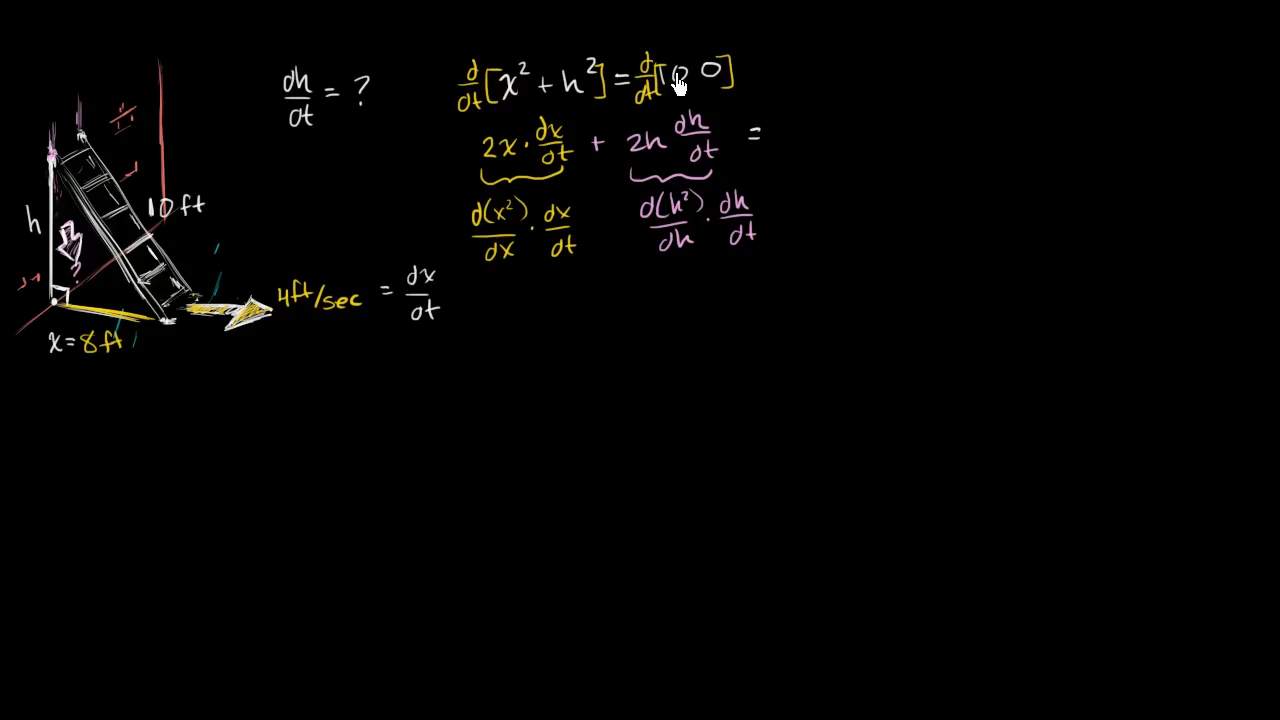 dh/dt = ?
d/dt [x² + h²] = d/dt [100]
2x · dx/dt + 2h dh/dt =
d(x²)/dx · dx/dt
d(h²)/dh · dh/dt
h
10 ft
?
4ft/sec = dx/dt
x = 8ft